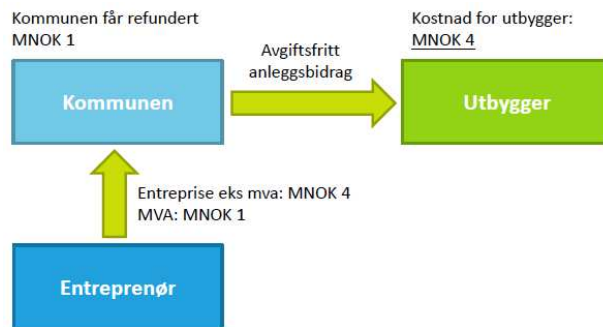 Kommunen får refundert
MNOK 1
Kostnad for utbygger:
MNOK 4
Avgiftsfritt
anleggsbidrag
Kommunen
Utbygger
Entreprise eks mva: MNOK 4
MVA: MNOK 1
Entreprenør